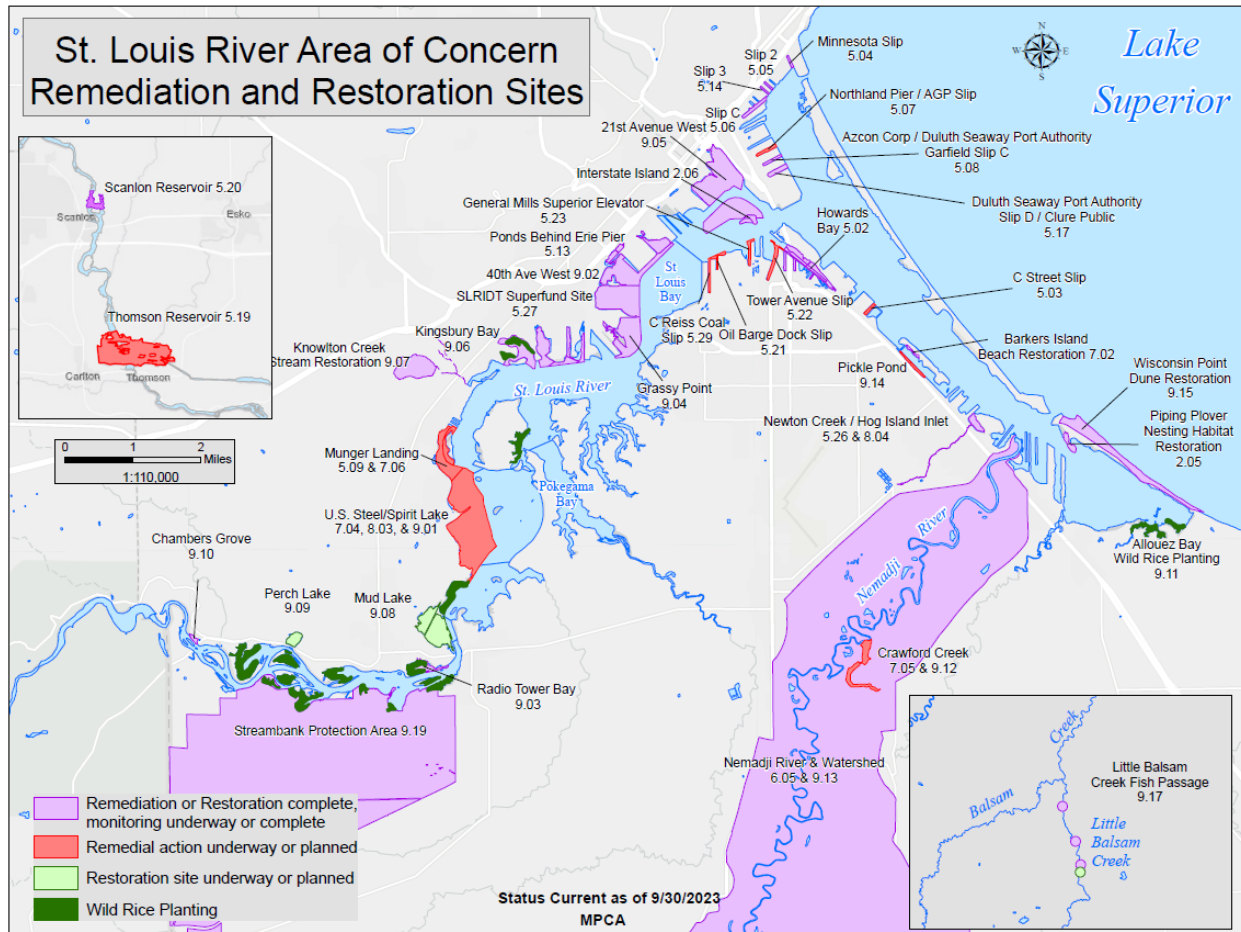 St. Louis River Area of Concern
Remediation and Restoration Sites
N
W
E
S
Lake
Superior
Minnesota Slip
5.04
Slip 2
5.05
Slip 3
5.14
Northland Pier / AGP Slip
5.07
Slip C
5.06
21st Avenue West
9.05
Azcon Corp / Duluth Seaway Port Authority
Garfield Slip C
5.08
Interstate Island 2.06
Duluth Seaway Port Authority
Slip D / Clure Public
5.17
General Mills Superior Elevator
5.23
Howards
Bay 5.02
Ponds Behind Erie Pier
5.13
St
Louis
Bay
40th Ave West 9.02
C Street Slip
5.03
SLRIDT Superfund Site
5.27
Tower Avenue Slip
5.22
C Reiss Coal
Slip 5.29
Oil Barge Dock Slip
5.21
Kingsbury Bay
9.06
Knowlton Creek
Stream Restoration 9.07
Barkers Island
Beach Restoration 7.02
Pickle Pond
9.14
Wisconsin Point
Dune Restoration
9.15
St. Louis River
Grassy Point
9.04
Newton Creek / Hog Island Inlet
5.26 & 8.04
Piping Plover
Nesting Habitat
Restoration
2.05
Scanlon Reservoir 5.20
Scanlon
Esko
Thomson Reservoir 5.19
Carlton
Thomson
0
1
2
Miles
1:110,000
Munger Landing
5.09 & 7.06
Pokegama
Bay
U.S. Steel/Spirit Lake
7.04, 8.03, & 9.01
Chambers Grove
9.10
Nemadji
River
Allouez Bay
Wild Rice Planting
9.11
Perch Lake
9.09
Mud Lake
9.08
Crawford Creek
7.05 & 9.12
Radio Tower Bay
9.03
Streambank Protection Area 9.19
Nemadji River & Watershed
6.05 & 9.13
Creek
Balsam
Little Balsam
Creek Fish Passage
9.17
Little
Balsam
Creek
Remediation or Restoration complete,
monitoring underway or complete
Remedial action underway or planned
Restoration site underway or planned
Wild Rice Planting
Status Current as of 9/30/2023
MPCA